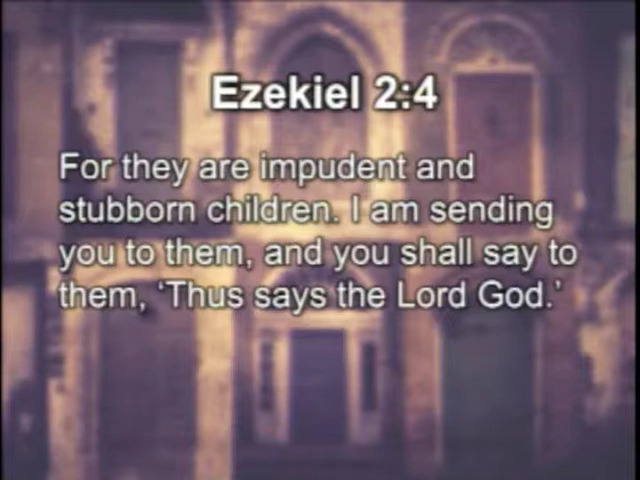 Ezekiel 2:4
For they are impudent and
stubborn children. I am sending
you to them, and you shall say to
them, ‘Thus says the Lord God.’